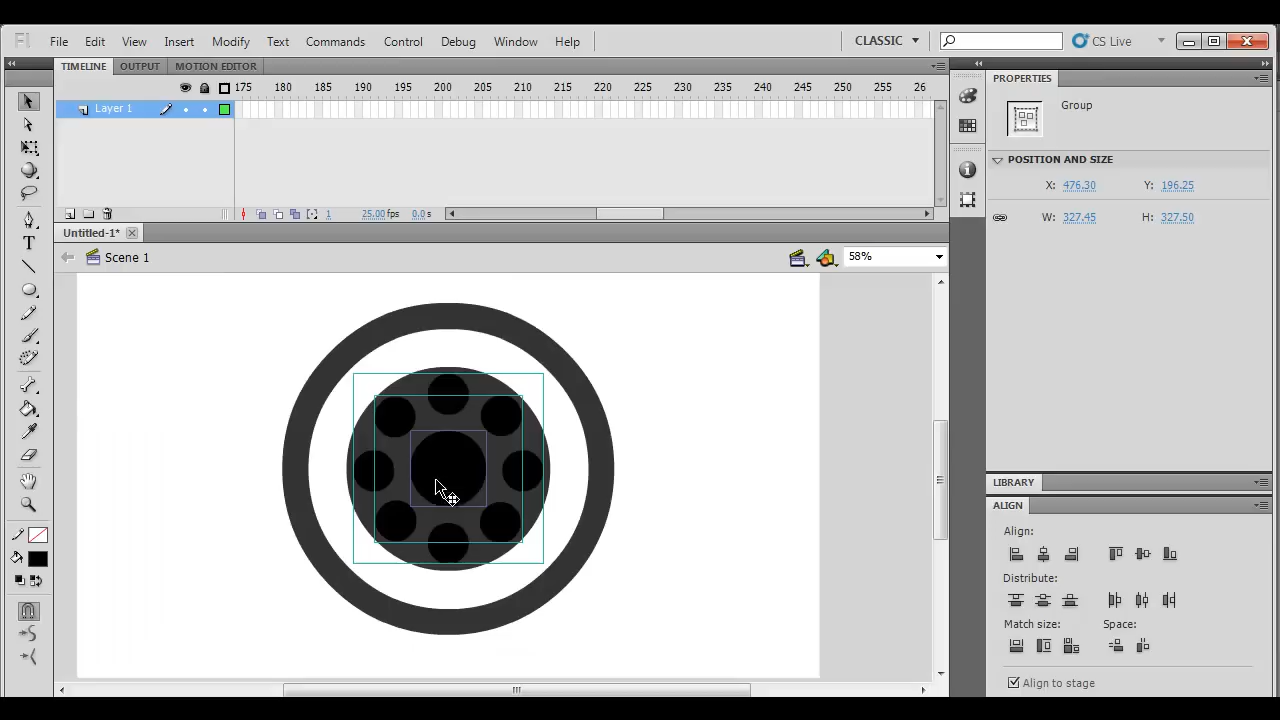 Fl File Edit View Insert Modify Text Commands Control Debug Window Help CLASSIC CS Live
TIMELINE OUTPUT MOTION EDITOR
175 180 185 190 195 200 205 210 215 220 225 230 235 240 245 250 255 26
Layer 1
1 25.00 fps 0.0 s
Untitled-1*
Scene 1 58%
PROPERTIES
Group
POSITION AND SIZE
X: 476.30 Y: 196.25
W: 327.45 H: 327.50
LIBRARY
ALIGN
Align:
Distribute:
Match size: Space:
Align to stage
T